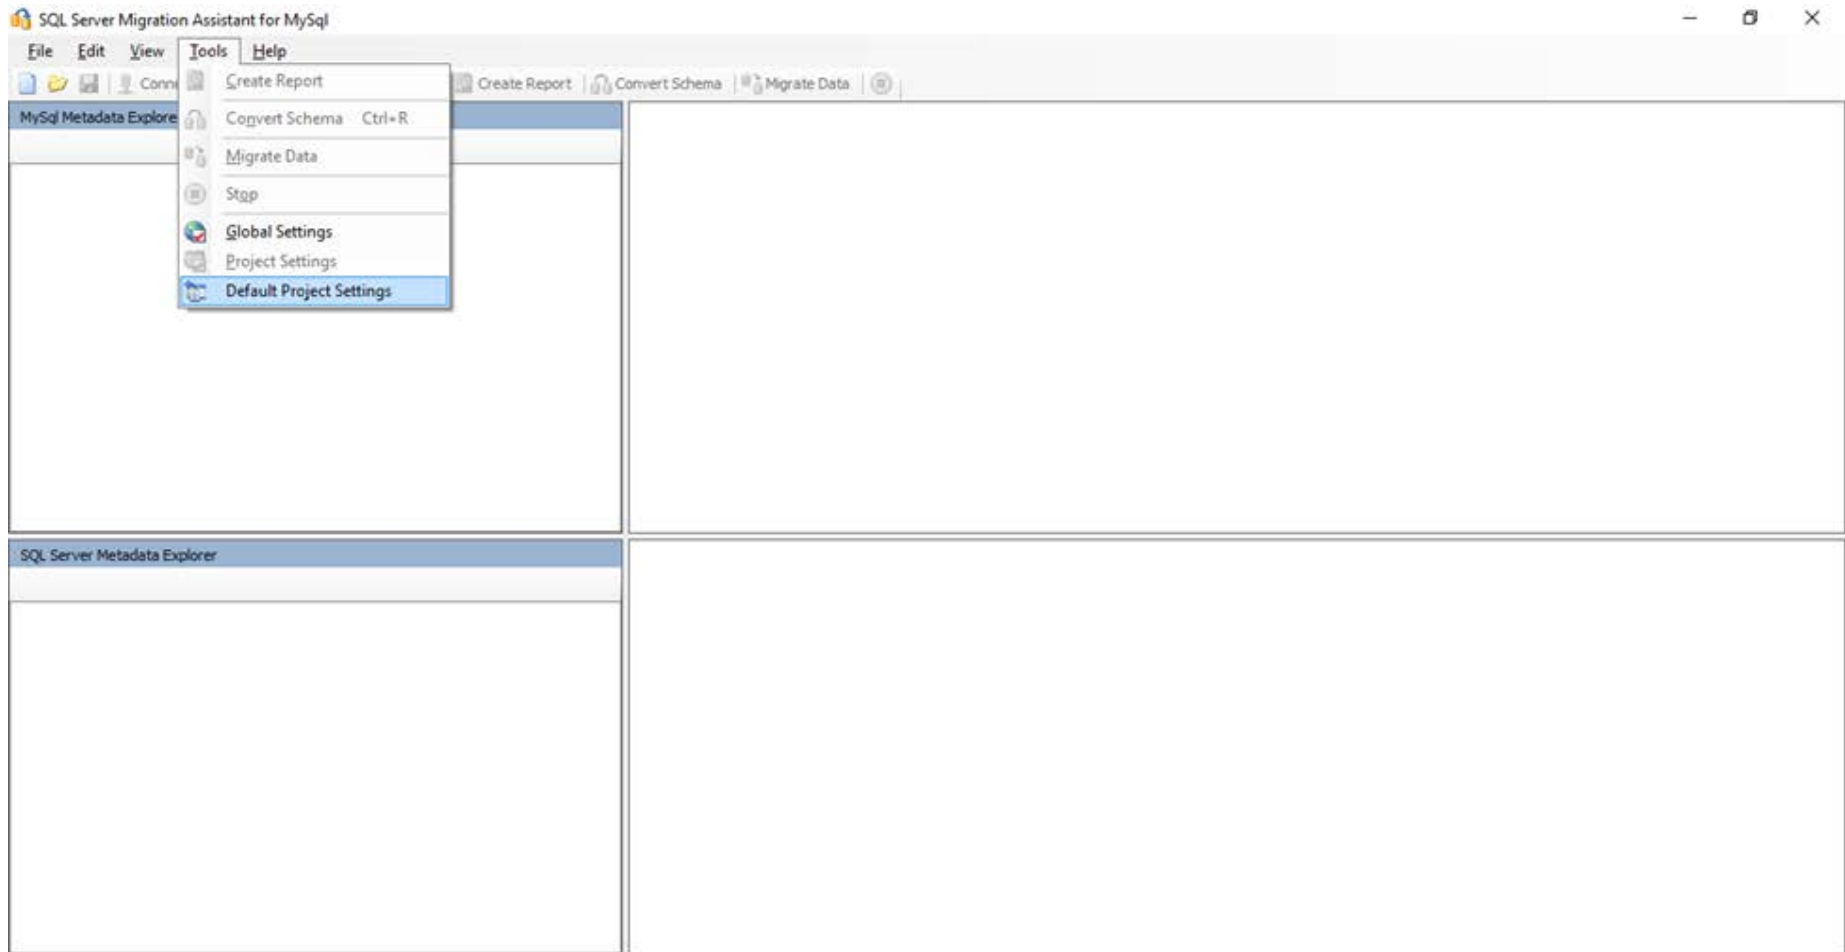 SQL Server Migration Assistant for MySql
File Edit View Tools Help
Create Report
Convert Schema Ctrl+R
Migrate Data
Stop
Global Settings
Project Settings
Default Project Settings
Conne Create Report Convert Schema Migrate Data
MySql Metadata Explore
SQL Server Metadata Explorer